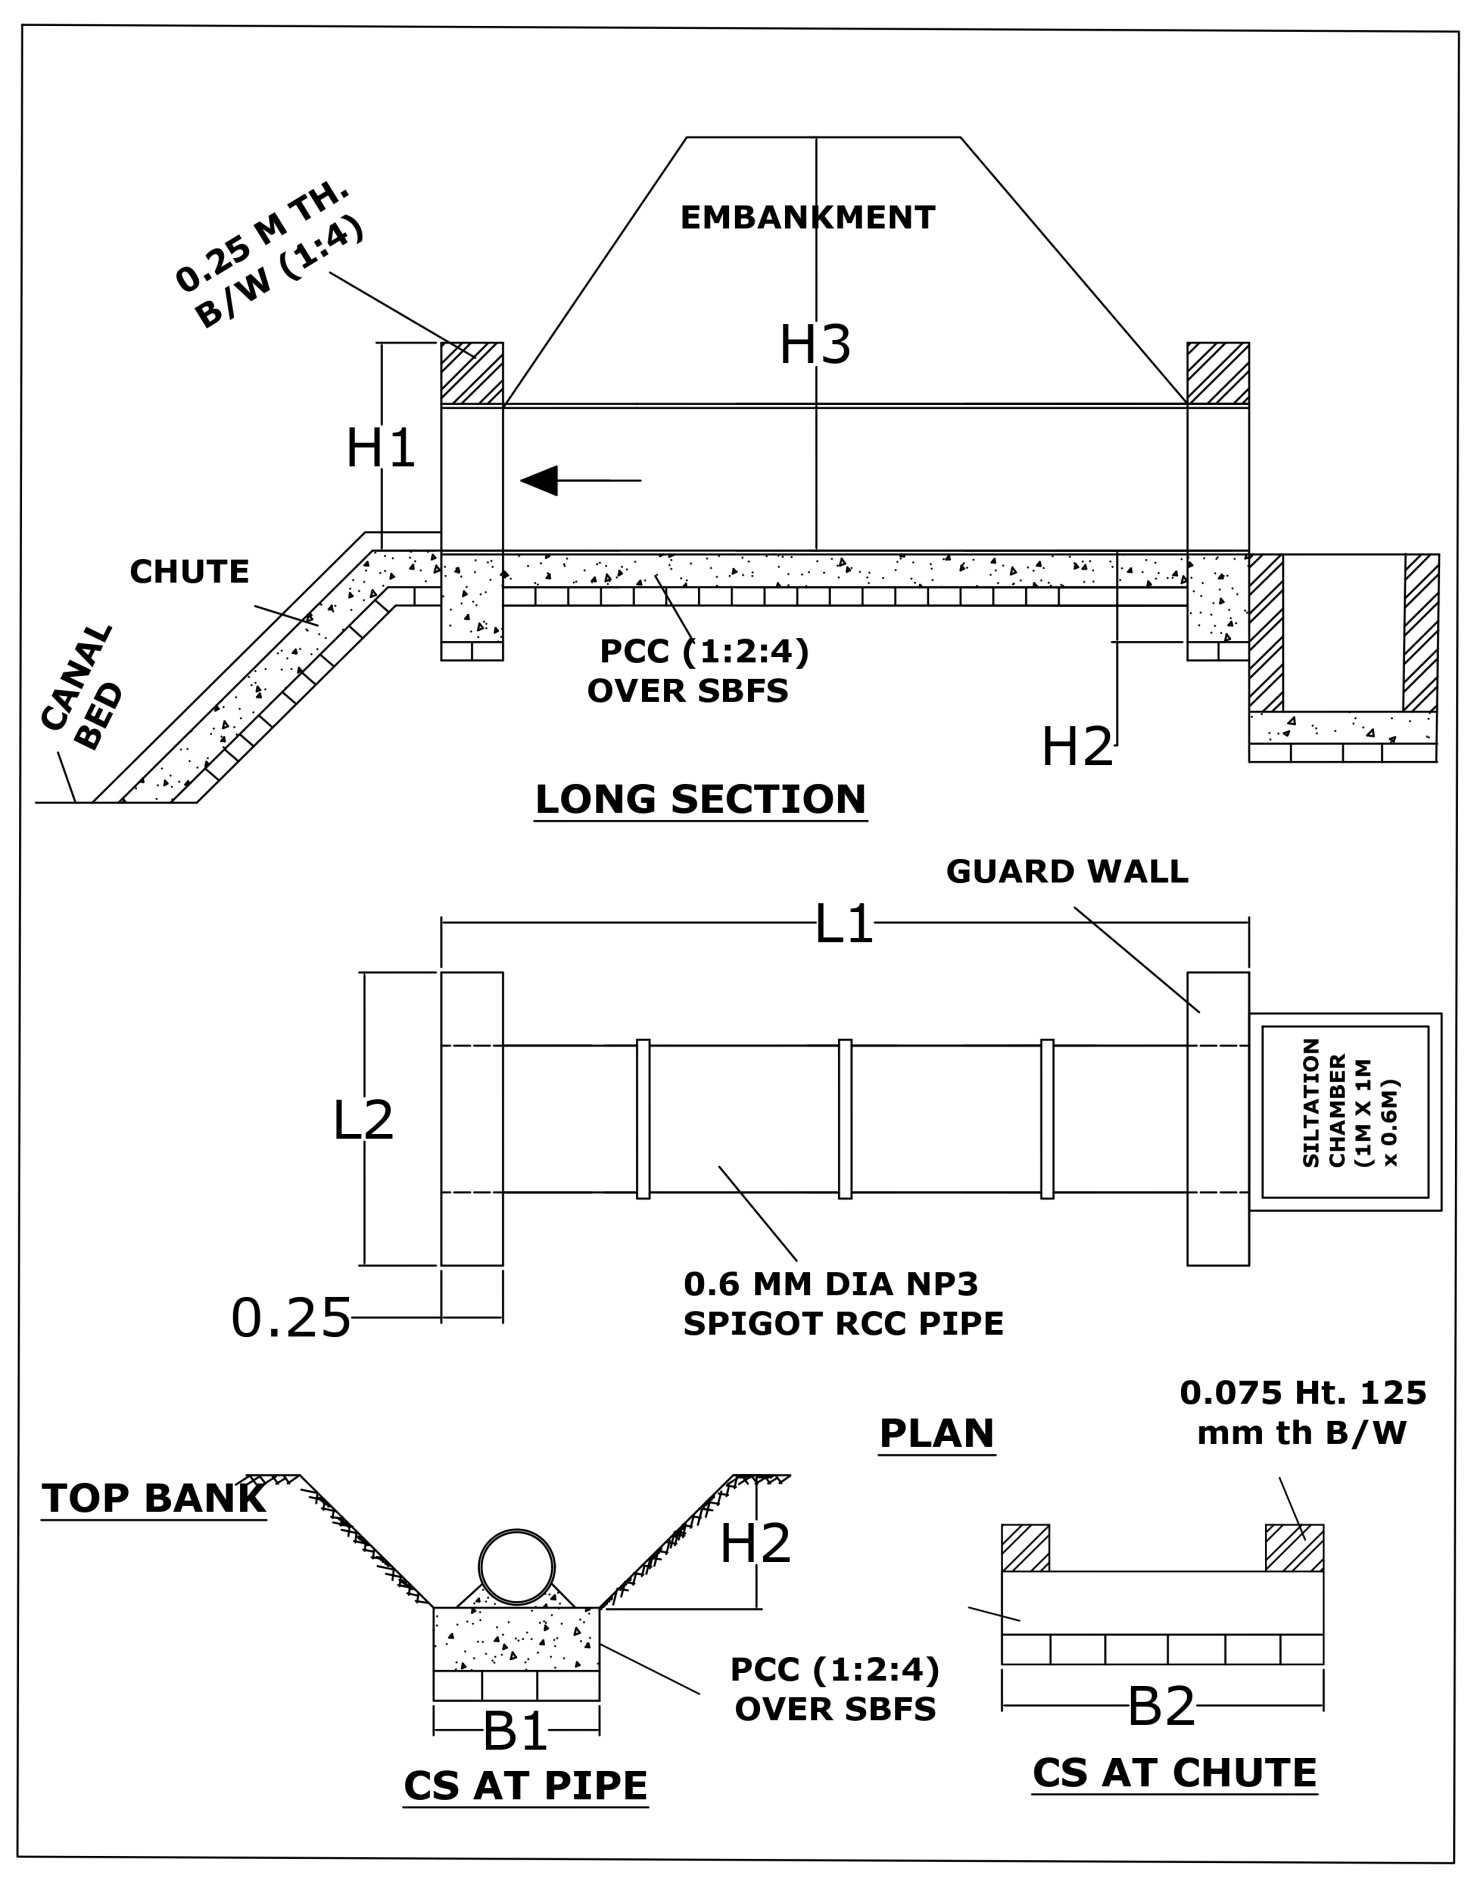 EMBANKMENT
0.25 M TH.
B/W (1:4)
H3
H1
CHUTE
CANAL
BED
PCC (1:2:4)
OVER SBFS
H2
LONG SECTION
GUARD WALL
L1
L2
SILTATION
CHAMBER
(1M X 1M
x 0.6M)
0.25
0.6 MM DIA NP3
SPIGOT RCC PIPE
0.075 Ht. 125
mm th B/W
PLAN
TOP BANK
H2
PCC (1:2:4)
OVER SBFS
B1
B2
CS AT PIPE
CS AT CHUTE